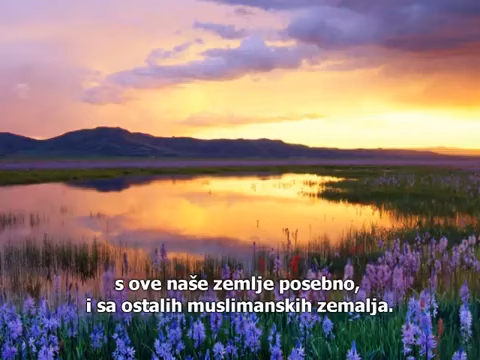 s ove naše zemlje posebno,
i sa ostalih muslimanskih zemalja.